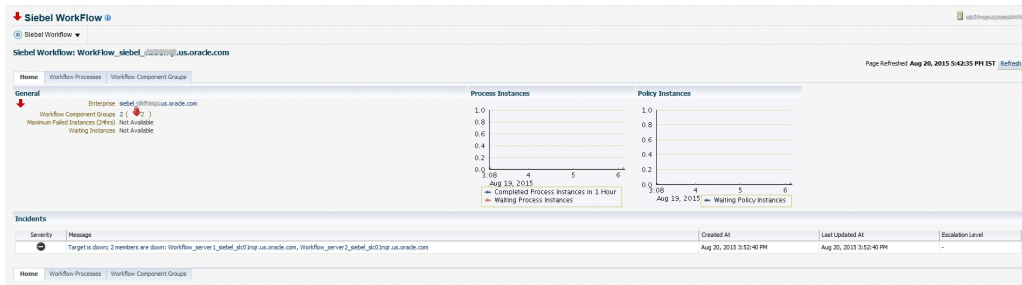 Siebel WorkFlow
Siebel Workflow
Siebel Workflow: WorkFlow_siebel_ .us.oracle.com
Page Refreshed Aug 20, 2015 5:42:35 PM IST Refresh
Home Workflow Processes Workflow Component Groups
General
Enterprise siebel_ .us.oracle.com
Workflow Component Groups 2 ( 2 )
Maximum Failed Instances (24hrs) Not Available
Waiting Instances Not Available
Process Instances
1.0
0.8
0.6
0.4
0.2
0.0
3:08 4 5 6
Aug 19, 2015
Completed Process Instances in 1 Hour
Waiting Process Instances
Policy Instances
1.0
0.8
0.6
0.4
0.2
0.0
3:08 4 5 6
Aug 19, 2015
Waiting Policy Instances
Incidents
Severity Message Created At Last Updated At Escalation Level
Target is down; 2 members are down: Workflow_server1_siebel_slc01nqr.us.oracle.com, Workflow_server2_siebel_slc01nqr.us.oracle.com Aug 20, 2015 3:52:40 PM Aug 20, 2015 3:52:40 PM -
Home Workflow Processes Workflow Component Groups